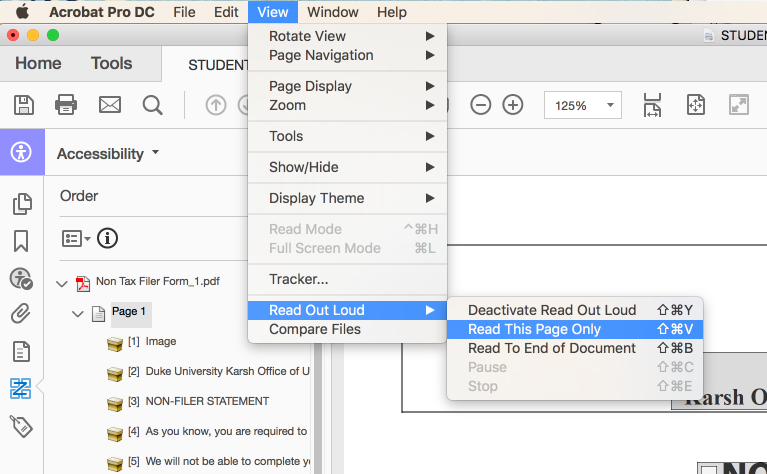 Acrobat Pro DC File Edit View Window Help
STUDEN
Home Tools STUDENT
125%
Accessibility
Order
Non Tax Filer Form_1.pdf
Page 1
[1] Image
[2] Duke University Karsh Office of U
[3] NON-FILER STATEMENT
[4] As you know, you are required to
[5] We will not be able to complete y
Rotate View
Page Navigation
Page Display
Zoom
Tools
Show/Hide
Display Theme
Read Mode ^⌘H
Full Screen Mode ⌘L
Tracker...
Read Out Loud
Compare Files
Deactivate Read Out Loud ⇧⌘Y
Read This Page Only ⇧⌘V
Read To End of Document ⇧⌘B
Pause ⇧⌘C
Stop ⇧⌘E
Karsh O
NO